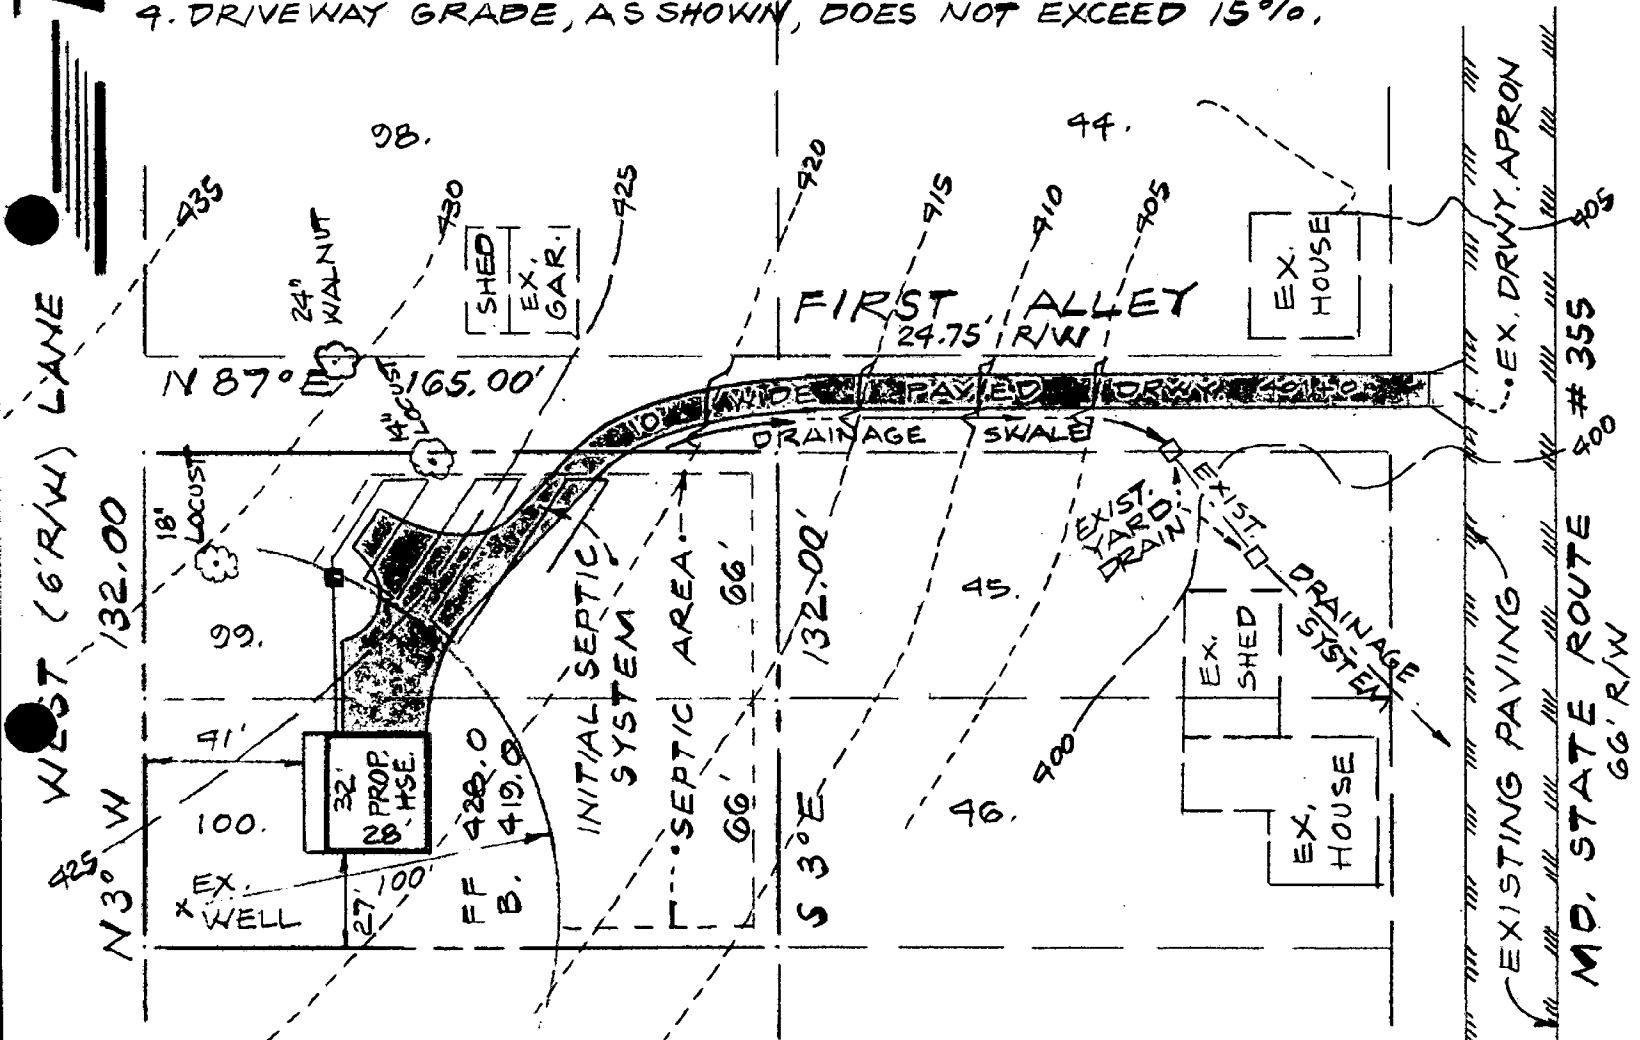 4. DRIVEWAY GRADE, AS SHOWN, DOES NOT EXCEED 15%.
WEST (6' R/W) LANE
N 3° W
132.00
435
98.
430
425
420
44.
415
410
405
24" WALNUT
SHED
EX. GAR.
FIRST ALLEY
24.75' R/W
EX. HOUSE
EX. DRWY. APRON
405
N 87° E 165.00'
14" LOCUST
18" LOCUST
10' WIDE PAVED DRWY
DRAINAGE SWALE
400
EXIST. YARD DRAIN
EXIST. DRAINAGE SYSTEM
99.
INITIAL SEPTIC SYSTEM
SEPTIC AREA
66'
66'
132.00'
S 3° E
45.
EX. SHED
41'
32'
PROP. HSE.
28'
FF 428.0
B. 419.0
100.
425
EX. WELL
100'
27'
400
46.
EX. HOUSE
EXISTING PAVING
MD. STATE ROUTE # 355
66' R/W